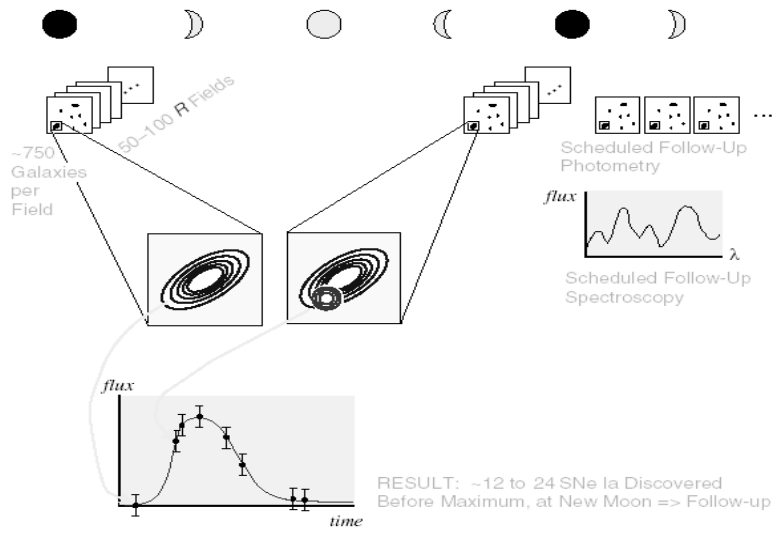 50–100 R Fields
~750
Galaxies
per
Field
...
Scheduled Follow-Up
Photometry
flux
λ
Scheduled Follow-Up
Spectroscopy
flux
time
RESULT: ~12 to 24 SNe Ia Discovered
Before Maximum, at New Moon => Follow-up